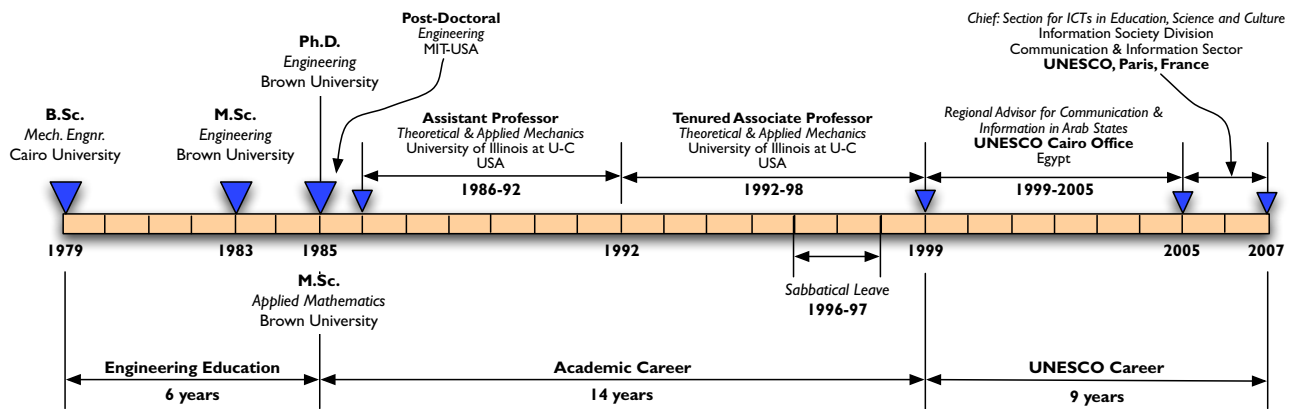 Post-Doctoral
Engineering
MIT-USA
Chief: Section for ICTs in Education, Science and Culture
Information Society Division
Communication & Information Sector
UNESCO, Paris, France
Ph.D.
Engineering
Brown University
B.Sc.
Mech. Engnr.
Cairo University
M.Sc.
Engineering
Brown University
Assistant Professor
Theoretical & Applied Mechanics
University of Illinois at U-C
USA
1986-92
Tenured Associate Professor
Theoretical & Applied Mechanics
University of Illinois at U-C
USA
1992-98
Regional Advisor for Communication &
Information in Arab States
UNESCO Cairo Office
Egypt
1999-2005
1979
1983
1985
1992
1999
2005
2007
M.Sc.
Applied Mathematics
Brown University
Sabbatical Leave
1996-97
Engineering Education
6 years
Academic Career
14 years
UNESCO Career
9 years